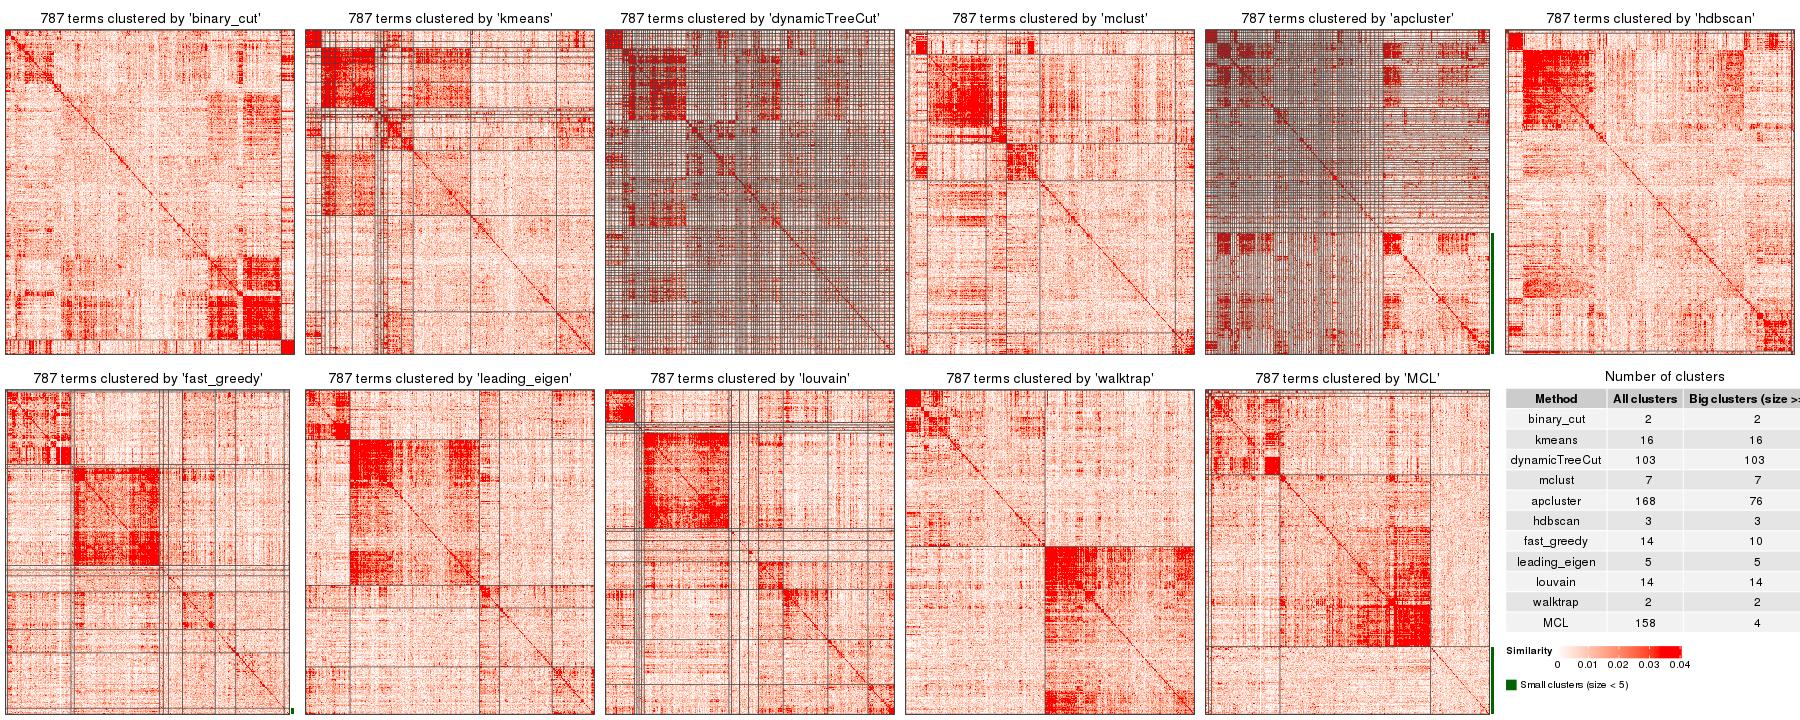 787 terms clustered by 'binary_cut'
787 terms clustered by 'kmeans'
787 terms clustered by 'dynamicTreeCut'
787 terms clustered by 'mclust'
787 terms clustered by 'apcluster'
787 terms clustered by 'hdbscan'
787 terms clustered by 'fast_greedy'
787 terms clustered by 'leading_eigen'
787 terms clustered by 'louvain'
787 terms clustered by 'walktrap'
787 terms clustered by 'MCL'
Number of clusters
Method All clusters Big clusters (size >=
binary_cut 2 2
kmeans 16 16
dynamicTreeCut 103 103
mclust 7 7
apcluster 168 76
hdbscan 3 3
fast_greedy 14 10
leading_eigen 5 5
louvain 14 14
walktrap 2 2
MCL 158 4
Similarity
0 0.01 0.02 0.03 0.04
Small clusters (size < 5)